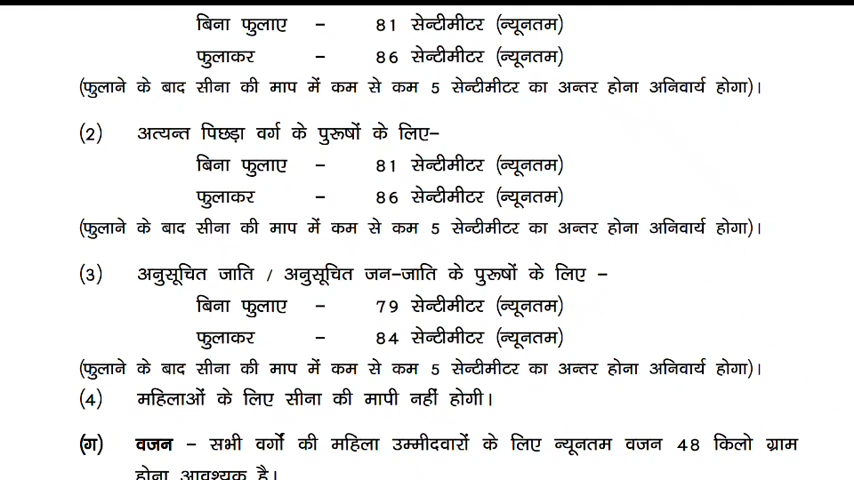 बिना फुलाए – 81 सेन्टीमीटर (न्यूनतम)
फुलाकर – 86 सेन्टीमीटर (न्यूनतम)
(फुलाने के बाद सीना की माप में कम से कम 5 सेन्टीमीटर का अन्तर होना अनिवार्य होगा)।
(2) अत्यन्त पिछड़ा वर्ग के पुरूषों के लिए–
बिना फुलाए – 81 सेन्टीमीटर (न्यूनतम)
फुलाकर – 86 सेन्टीमीटर (न्यूनतम)
(फुलाने के बाद सीना की माप में कम से कम 5 सेन्टीमीटर का अन्तर होना अनिवार्य होगा)।
(3) अनुसूचित जाति / अनुसूचित जन–जाति के पुरूषों के लिए –
बिना फुलाए – 79 सेन्टीमीटर (न्यूनतम)
फुलाकर – 84 सेन्टीमीटर (न्यूनतम)
(फुलाने के बाद सीना की माप में कम से कम 5 सेन्टीमीटर का अन्तर होना अनिवार्य होगा)।
(4) महिलाओं के लिए सीना की मापी नहीं होगी।
(ग) वजन – सभी वर्गों की महिला उम्मीदवारों के लिए न्यूनतम वजन 48 किलो ग्राम
होना आवश्यक है।